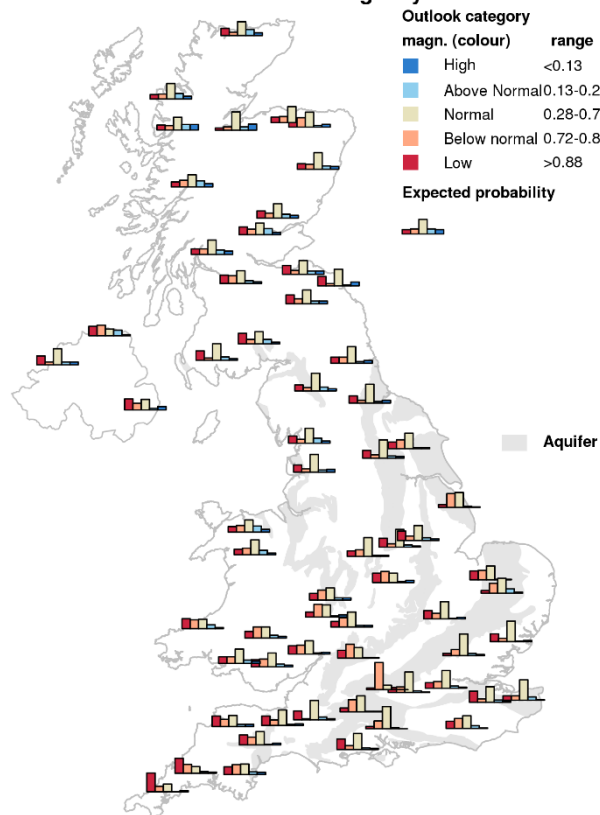 Outlook category
magn. (colour) range
High <0.13
Above Normal 0.13-0.2
Normal 0.28-0.7
Below normal 0.72-0.8
Low >0.88
Expected probability
Aquifer